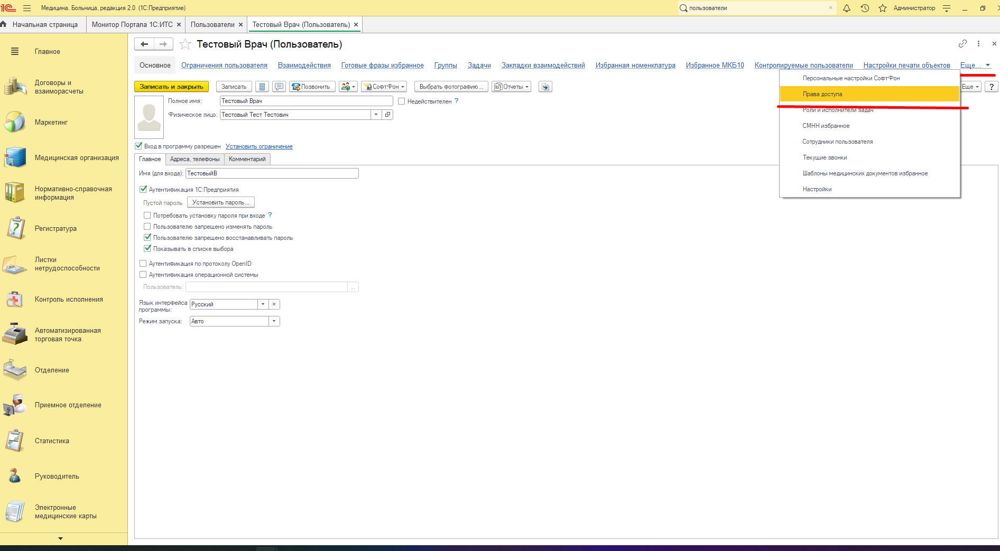 1С Медицина. Больница, редакция 2.0 (1С:Предприятие) пользователи × Администратор
Начальная страница Монитор Портала 1С:ИТС × Пользователи × Тестовый Врач (Пользователь) ×
Тестовый Врач (Пользователь)
Основное Ограничения пользователя Взаимодействия Готовые фразы избранное Группы Задачи Закладки взаимодействий Избранная номенклатура Избранное МКБ10 Контролируемые пользователи Настройки печати объектов Еще...
Записать и закрыть Записать Позвонить СофтФон Выбрать фотографию... Отчеты Еще ?
Персональные настройки СофтФон
Права доступа
Роли и исполнители задач
СМНН избранное
Сотрудники пользователя
Текущие звонки
Шаблоны медицинских документов избранное
Настройки
Полное имя: Тестовый Врач Недействителен ?
Физическое лицо: Тестовый Тест Тестович
Вход в программу разрешен Установить ограничение
Главное Адреса, телефоны Комментарий
Имя (для входа): ТестовыйВ
Аутентификация 1С:Предприятия
Пустой пароль Установить пароль...
Потребовать установку пароля при входе ?
Пользователю запрещено изменять пароль
Пользователю запрещено восстанавливать пароль
Показывать в списке выбора
Аутентификация по протоколу OpenID
Аутентификация операционной системы
Пользователь: ...
Язык интерфейса
программы: Русский ×
Режим запуска: Авто
Главное
Договоры и
взаиморасчеты
Маркетинг
Медицинская организация
Нормативно-справочная
информация
Регистратура
Листки
нетрудоспособности
Контроль исполнения
Автоматизированная
торговая точка
Отделение
Приемное отделение
Статистика
Руководитель
Электронные
медицинские карты